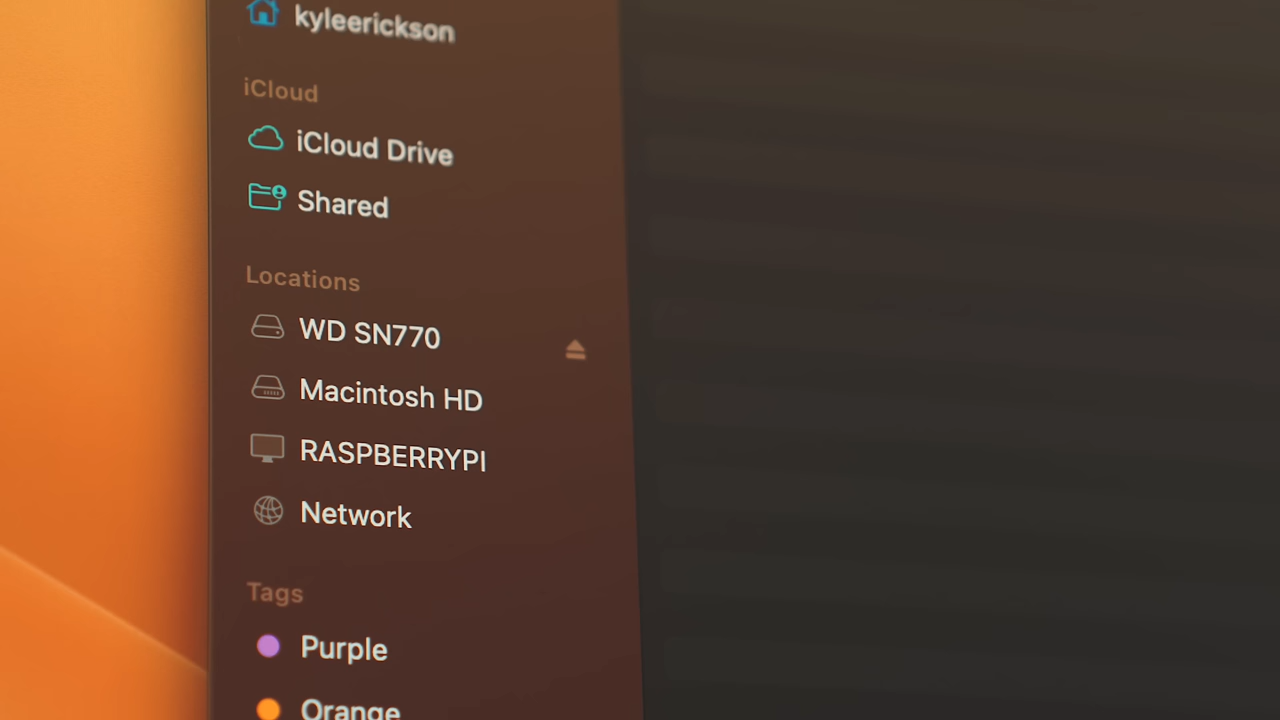 kyleerickson
iCloud
iCloud Drive
Shared
Locations
WD SN770
Macintosh HD
RASPBERRYPI
Network
Tags
Purple
Orange